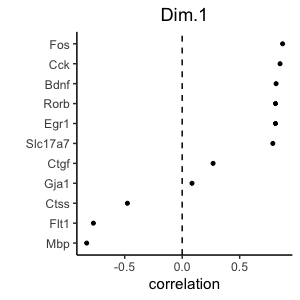 Dim.1
Fos
Cck
Bdnf
Rorb
Egr1
Slc17a7
Ctgf
Gja1
Ctss
Flt1
Mbp
-0.5 0.0 0.5
correlation